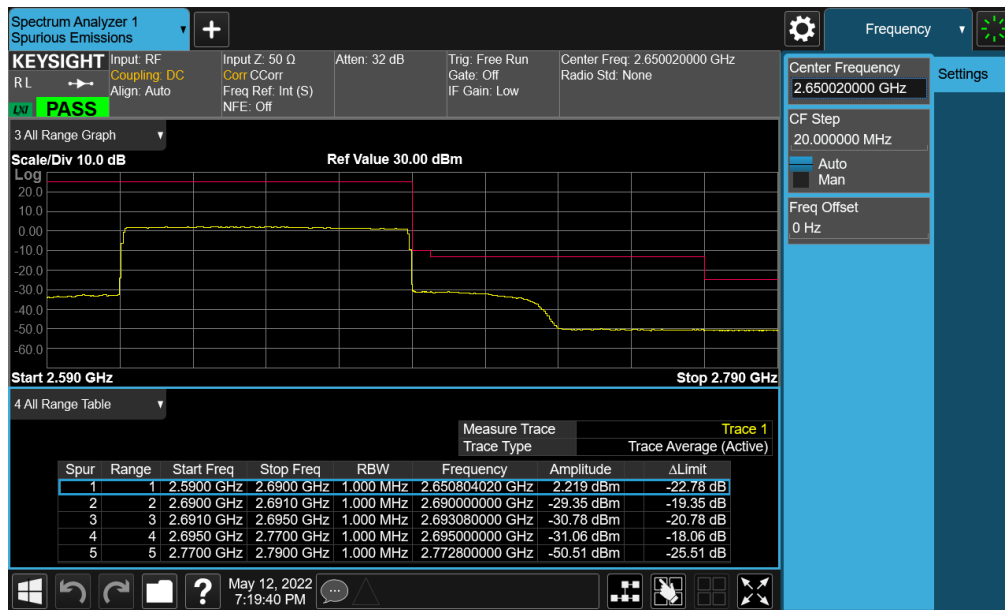 Spectrum Analyzer 1
Spurious Emissions
+
Frequency
KEYSIGHT
RL
LXI PASS
Input: RF
Coupling: DC
Align: Auto
Input Z: 50 Ω
Corr CCorr
Freq Ref: Int (S)
NFE: Off
Atten: 32 dB
Trig: Free Run
Gate: Off
IF Gain: Low
Center Freq: 2.650020000 GHz
Radio Std: None
Center Frequency
2.650020000 GHz
Settings
CF Step
20.000000 MHz
Auto
Man
Freq Offset
0 Hz
3 All Range Graph
Scale/Div 10.0 dB Ref Value 30.00 dBm
Log
20.0
10.0
0.00
-10.0
-20.0
-30.0
-40.0
-50.0
-60.0
Start 2.590 GHz Stop 2.790 GHz
4 All Range Table
Measure Trace Trace 1
Trace Type Trace Average (Active)
Spur Range Start Freq Stop Freq RBW Frequency Amplitude ΔLimit
1 1 2.5900 GHz 2.6900 GHz 1.000 MHz 2.650804020 GHz 2.219 dBm -22.78 dB
2 2 2.6900 GHz 2.6910 GHz 1.000 MHz 2.690000000 GHz -29.35 dBm -19.35 dB
3 3 2.6910 GHz 2.6950 GHz 1.000 MHz 2.693080000 GHz -30.78 dBm -20.78 dB
4 4 2.6950 GHz 2.7700 GHz 1.000 MHz 2.695000000 GHz -31.06 dBm -18.06 dB
5 5 2.7700 GHz 2.7900 GHz 1.000 MHz 2.772800000 GHz -50.51 dBm -25.51 dB
?
May 12, 2022
7:19:40 PM